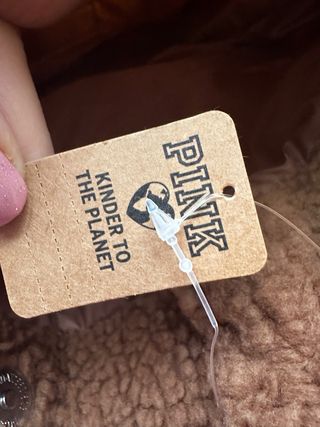 PINK
KINDER TO
THE PLANET